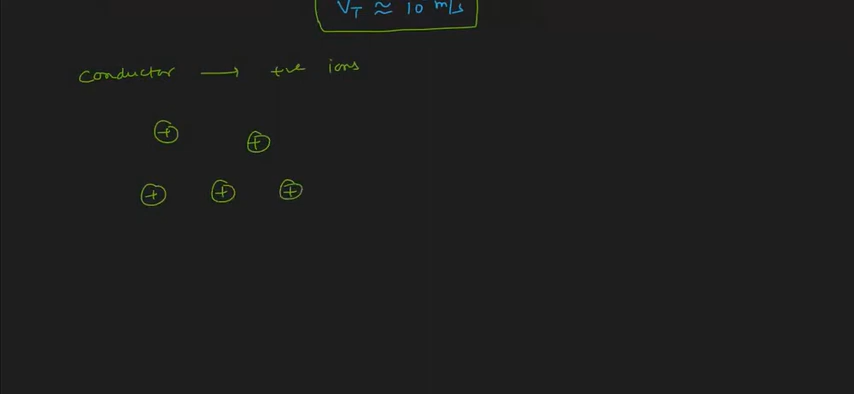 V_T ≈ 10 m/s
Conductor → +ve ions
+ +
+ + +